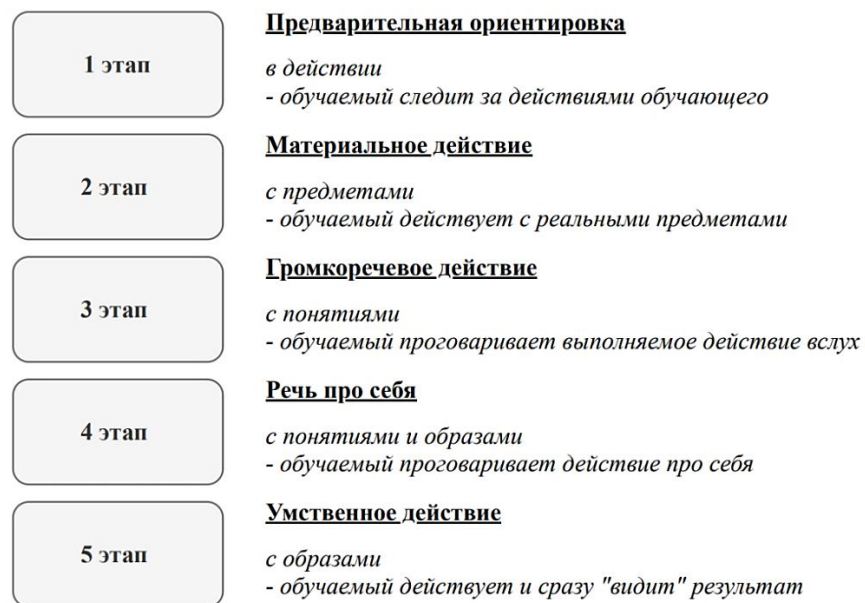 1 этап
Предварительная ориентировка
в действии
- обучаемый следит за действиями обучающего
2 этап
Материальное действие
с предметами
- обучаемый действует с реальными предметами
3 этап
Громкоречевое действие
с понятиями
- обучаемый проговаривает выполняемое действие вслух
4 этап
Речь про себя
с понятиями и образами
- обучаемый проговаривает действие про себя
5 этап
Умственное действие
с образами
- обучаемый действует и сразу "видит" результат